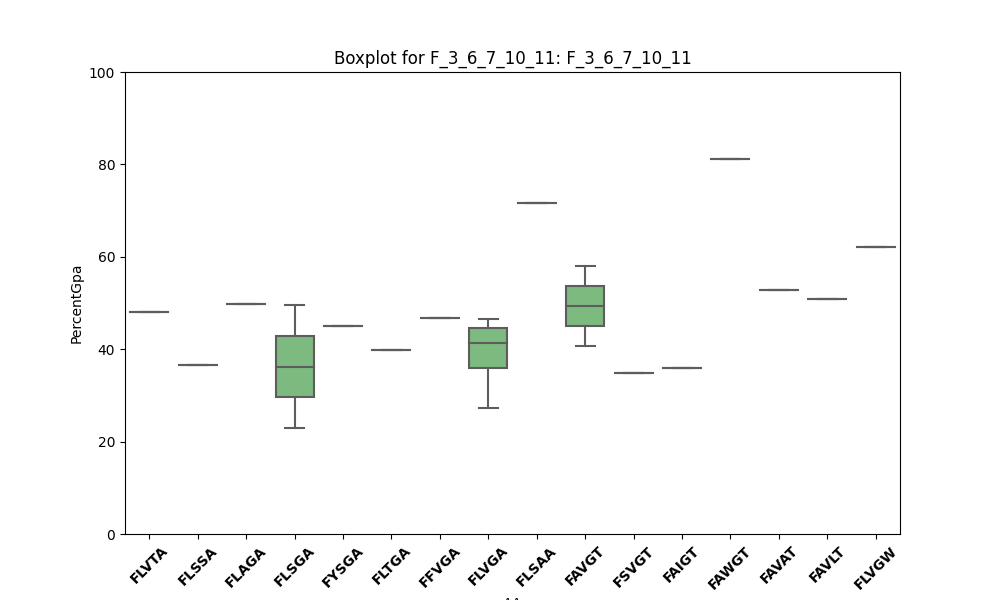 Boxplot for F_3_6_7_10_11: F_3_6_7_10_11
100
80
60
40
20
0
PercentGpa
FLVTA
FLSSA
FLAGA
FLSGA
FYSGA
FLTGA
FFVGA
FLVGA
FLSAA
FAVGT
FSVGT
FAIGT
FAWGT
FAVAT
FAVLT
FLVGW